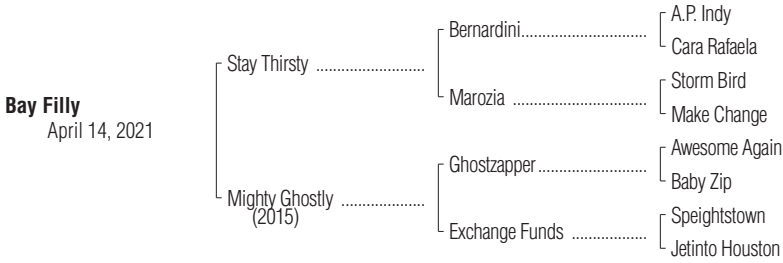 A.P. Indy
Bernardini..............................
Cara Rafaela
Stay Thirsty ..........................
Storm Bird
Marozia ................................
Make Change
Bay Filly
April 14, 2021
Awesome Again
Ghostzapper..........................
Baby Zip
Mighty Ghostly ....................
(2015)
Speightstown
Exchange Funds ..................
Jetinto Houston